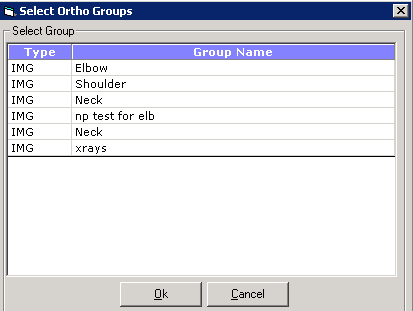 Select Ortho Groups
Select Group
Type Group Name
IMG Elbow
IMG Shoulder
IMG Neck
IMG np test for elb
IMG Neck
IMG xrays
Ok Cancel